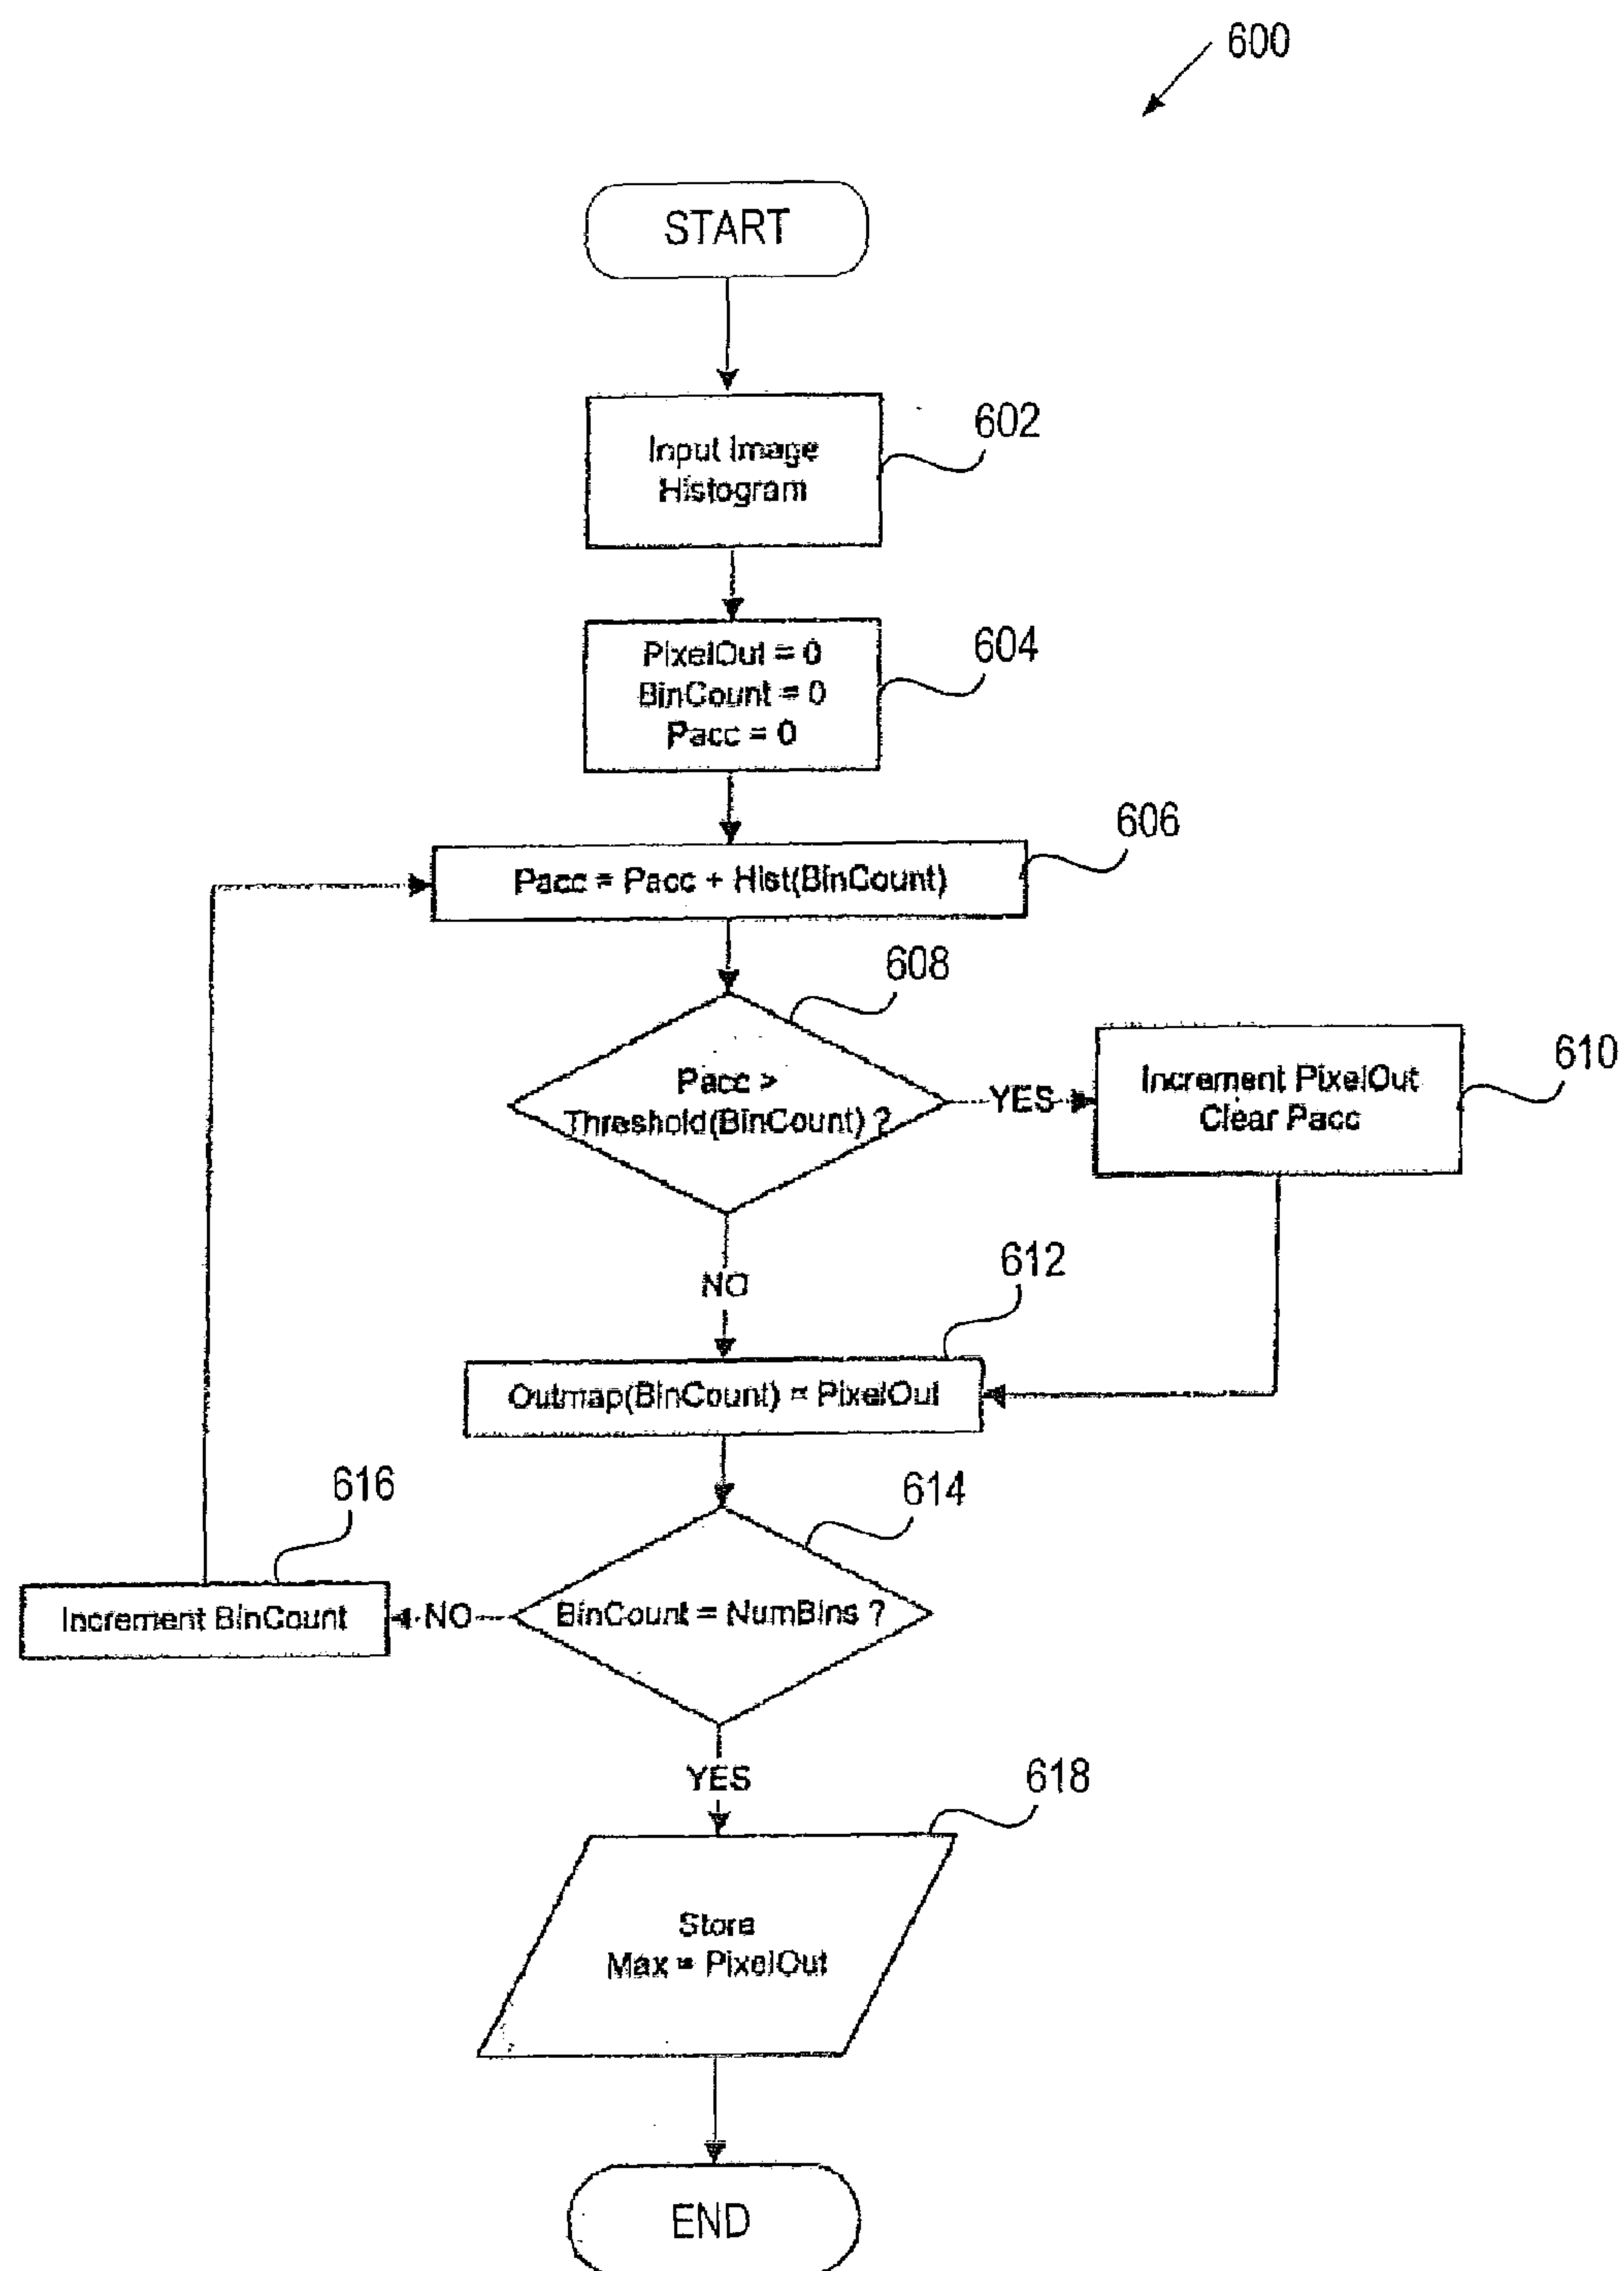 600
START
602
Input Image
Histogram
604
PixelOut = 0
BinCount = 0
Pacc = 0
606
Pacc = Pacc + Hist(BinCount)
608
Pacc >
Threshold(BinCount) ?
YES
610
Increment PixelOut
Clear Pacc
NO
612
Outmap(BinCount) = PixelOut
614
616
Increment BinCount
NO
BinCount = NumBins ?
YES
618
Store
Max = PixelOut
END